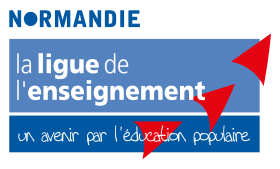 NORMANDIE
la ligue de
l'enseignement
un avenir par l'éducation populaire